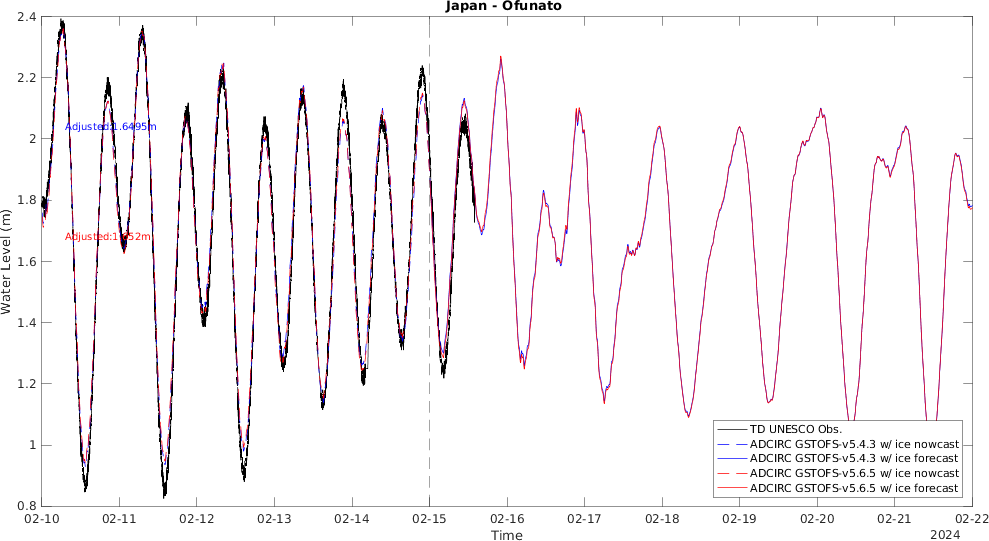 Japan - Ofunato
2.4
2.2
2
1.8
1.6
1.4
1.2
1
0.8
Water Level (m)
Adjusted:1.6495m
Adjusted:1.652m
TD UNESCO Obs.
ADCIRC GSTOFS-v5.4.3 w/ ice nowcast
ADCIRC GSTOFS-v5.4.3 w/ ice forecast
ADCIRC GSTOFS-v5.6.5 w/ ice nowcast
ADCIRC GSTOFS-v5.6.5 w/ ice forecast
02-10 02-11 02-12 02-13 02-14 02-15 02-16 02-17 02-18 02-19 02-20 02-21 02-22
Time
2024